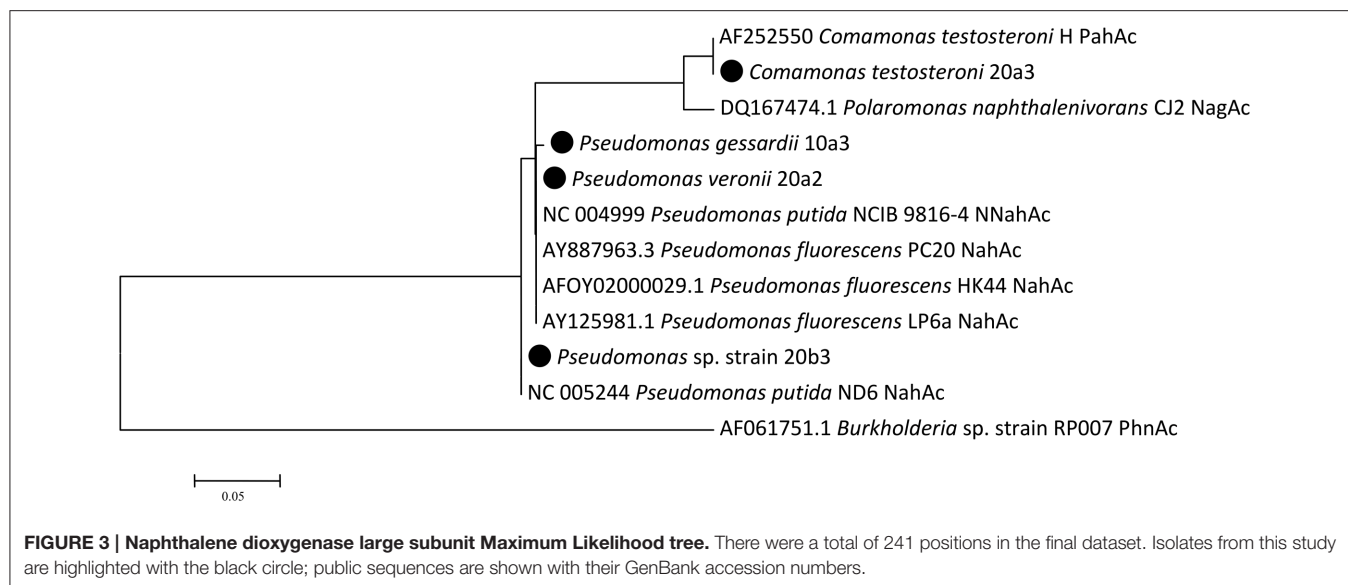 AF252550 Comamonas testosteroni H PahAc
Comamonas testosteroni 20a3
DQ167474.1 Polaromonas naphthalenivorans CJ2 NagAc
Pseudomonas gessardii 10a3
Pseudomonas veronii 20a2
NC 004999 Pseudomonas putida NCIB 9816-4 NNahAc
AY887963.3 Pseudomonas fluorescens PC20 NahAc
AFOY02000029.1 Pseudomonas fluorescens HK44 NahAc
AY125981.1 Pseudomonas fluorescens LP6a NahAc
Pseudomonas sp. strain 20b3
NC 005244 Pseudomonas putida ND6 NahAc
AF061751.1 Burkholderia sp. strain RP007 PhnAc
0.05
FIGURE 3 | Naphthalene dioxygenase large subunit Maximum Likelihood tree. There were a total of 241 positions in the final dataset. Isolates from this study
are highlighted with the black circle; public sequences are shown with their GenBank accession numbers.